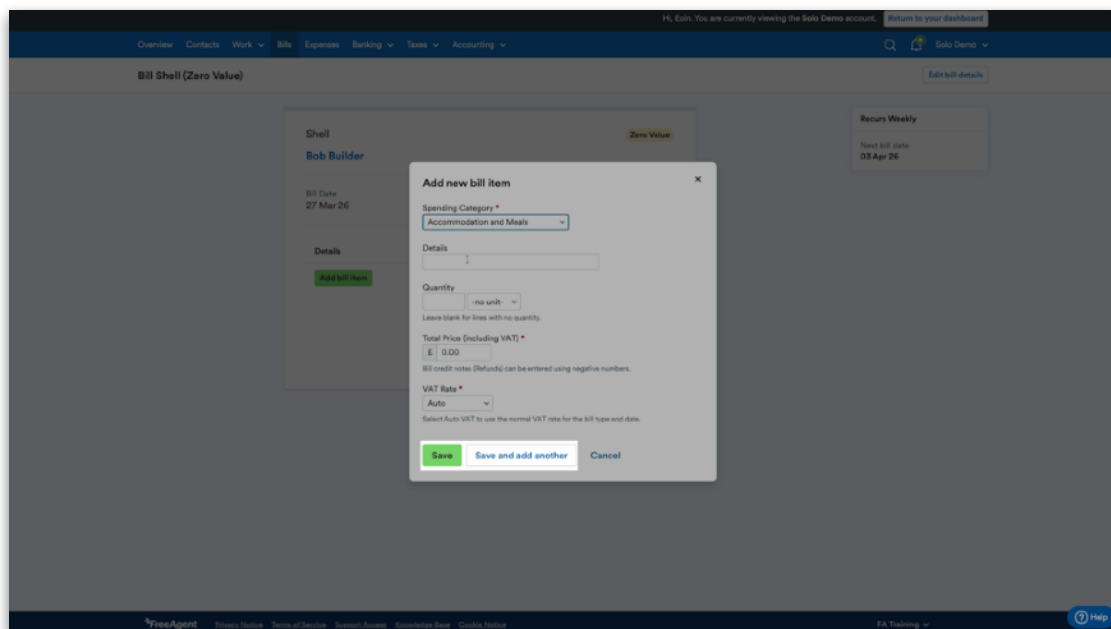 Hi, Eoin. You are currently viewing the Solo Demo account. Return to your dashboard
Overview Contacts Work Bills Expenses Banking Taxes Accounting Solo Demo
Bill Shell (Zero Value) Edit bill details
Shell Zero Value
Bob Builder
Bill Date
27 Mar 26
Details
Add bill item
Recurs Weekly
Next bill date
03 Apr 26
Add new bill item
Spending Category *
Accommodation and Meals
Details
Quantity
-no unit-
Leave blank for lines with no quantity.
Total Price (including VAT) *
£ 0.00
Bill credit notes (Refunds) can be entered using negative numbers.
VAT Rate *
Auto
Select Auto VAT to use the normal VAT rate for the bill type and date.
Save Save and add another Cancel
FreeAgent Privacy Notice Terms of Service Support Access Knowledge Base Cookie Notice FA Training
Help